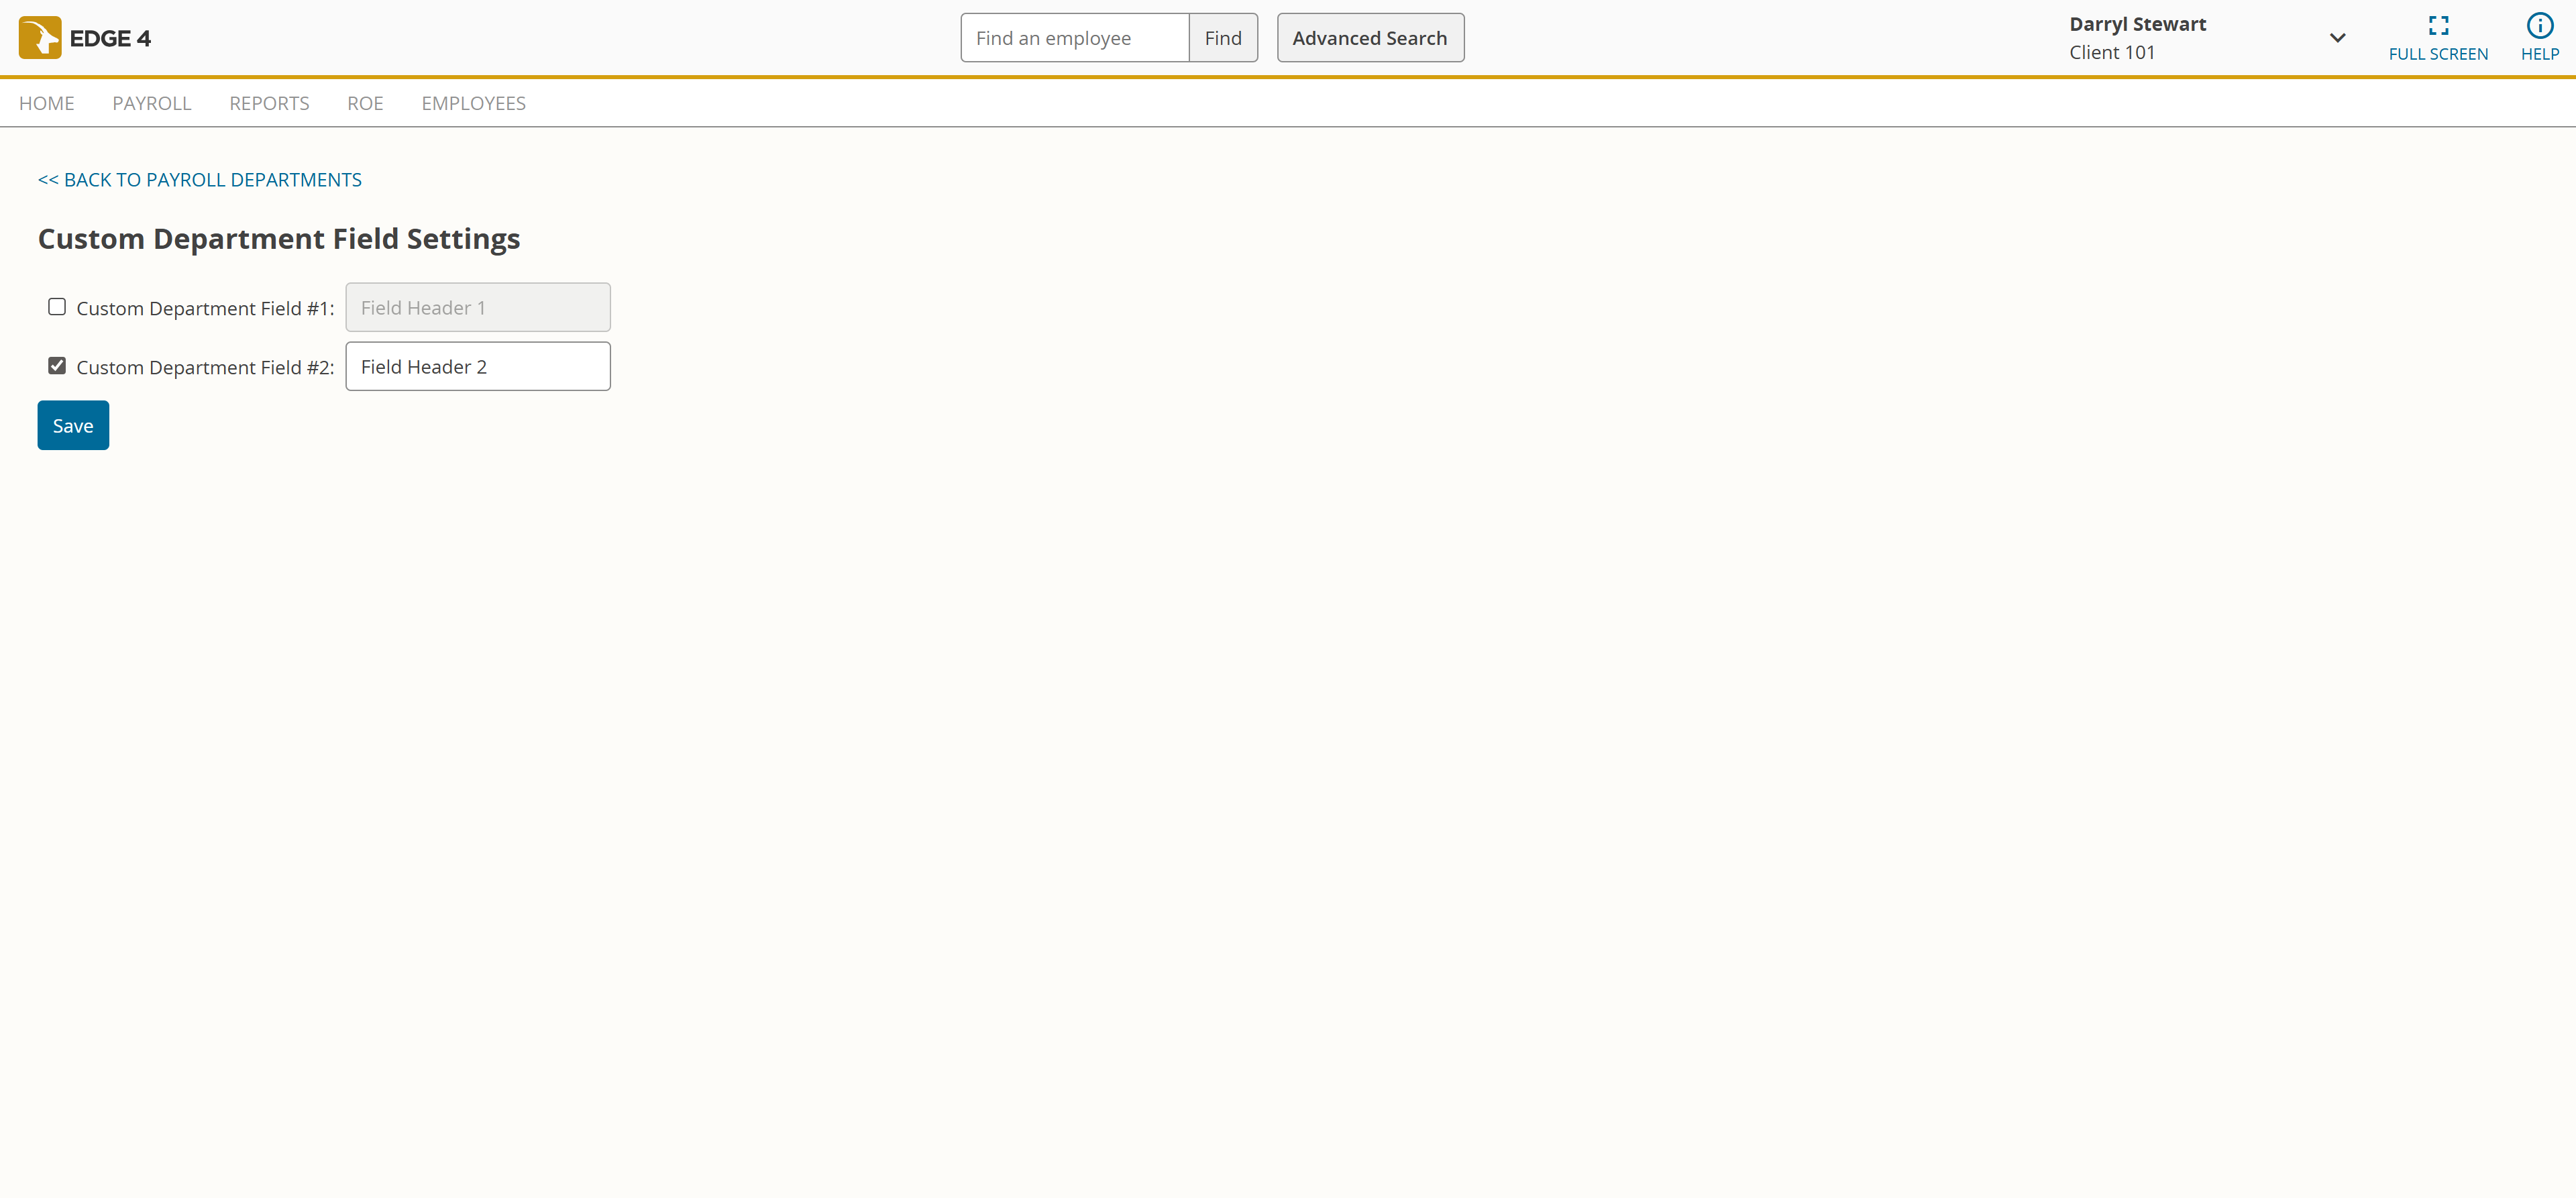 EDGE 4
Find an employee
Find
Advanced Search
Darryl Stewart
Client 101
FULL SCREEN
HELP
HOME
PAYROLL
REPORTS
ROE
EMPLOYEES
<< BACK TO PAYROLL DEPARTMENTS
Custom Department Field Settings
Custom Department Field #1:
Field Header 1
Custom Department Field #2:
Field Header 2
Save